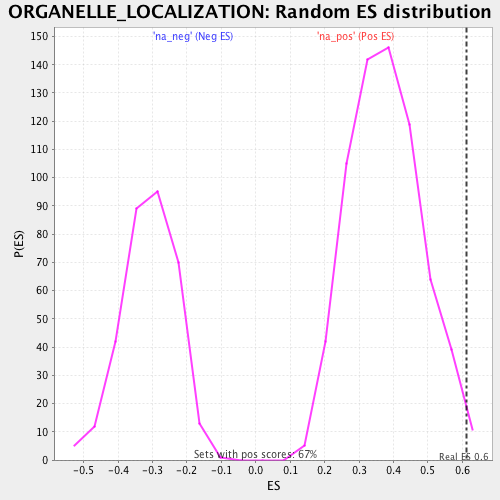 ORGANELLE_LOCALIZATION: Random ES distribution
'na_neg' (Neg ES)
'na_pos' (Pos ES)
150
140
130
120
110
100
90
80
70
60
50
40
30
20
10
0
P(ES)
Sets with pos scores: 67%
Real ES 0.6
-0.5 -0.4 -0.3 -0.2 -0.1 0.0 0.1 0.2 0.3 0.4 0.5 0.6
ES